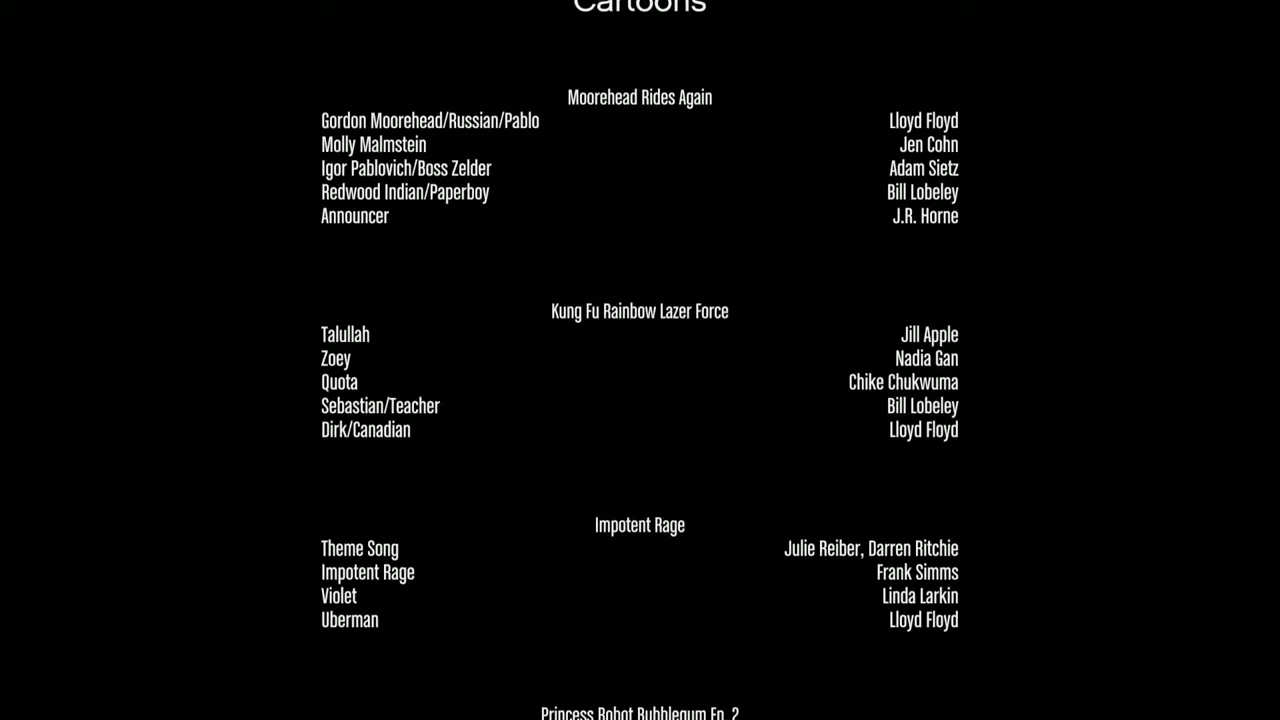 Cartoons
Moorehead Rides Again
Gordon Moorehead/Russian/Pablo Lloyd Floyd
Molly Malmstein Jen Cohn
Igor Pablovich/Boss Zelder Adam Sietz
Redwood Indian/Paperboy Bill Lobeley
Announcer J.R. Horne
Kung Fu Rainbow Lazer Force
Talullah Jill Apple
Zoey Nadia Gan
Quota Chike Chukwuma
Sebastian/Teacher Bill Lobeley
Dirk/Canadian Lloyd Floyd
Impotent Rage
Theme Song Julie Reiber, Darren Ritchie
Impotent Rage Frank Simms
Violet Linda Larkin
Uberman Lloyd Floyd
Princess Robot Bubblegum Ep. 2